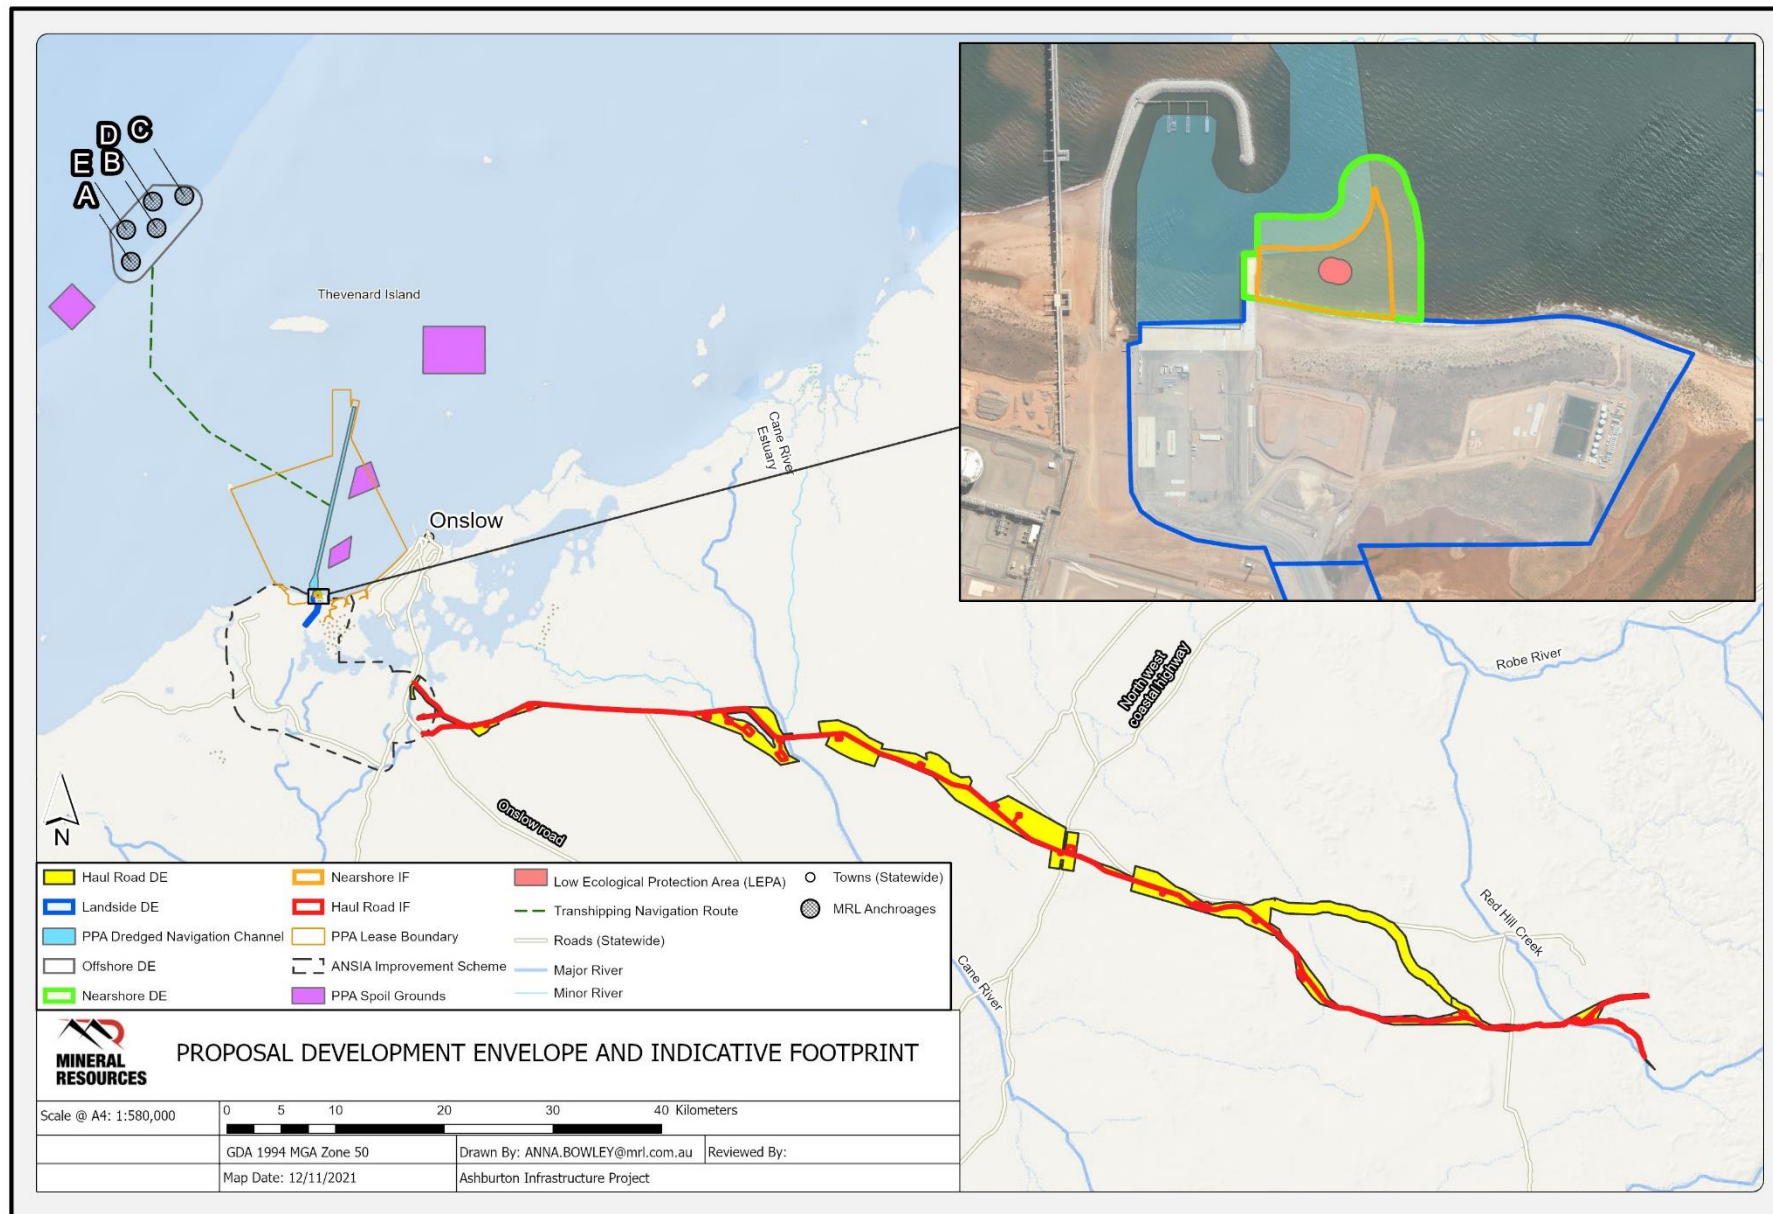 D C
E B
A
Thevenard Island
Cane River
Estuary
Onslow
North west
coastal highway
Robe River
Onslow road
Red Hill Creek
Cane River
N
Haul Road DE
Landside DE
PPA Dredged Navigation Channel
Offshore DE
Nearshore DE
Nearshore IF
Haul Road IF
PPA Lease Boundary
ANSIA Improvement Scheme
PPA Spoil Grounds
Low Ecological Protection Area (LEPA)
Transhipping Navigation Route
Roads (Statewide)
Major River
Minor River
Towns (Statewide)
MRL Anchroages
MINERAL
RESOURCES
PROPOSAL DEVELOPMENT ENVELOPE AND INDICATIVE FOOTPRINT
Scale @ A4: 1:580,000
0 5 10 20 30 40 Kilometers
GDA 1994 MGA Zone 50
Drawn By: ANNA.BOWLEY@mrl.com.au
Reviewed By:
Map Date: 12/11/2021
Ashburton Infrastructure Project